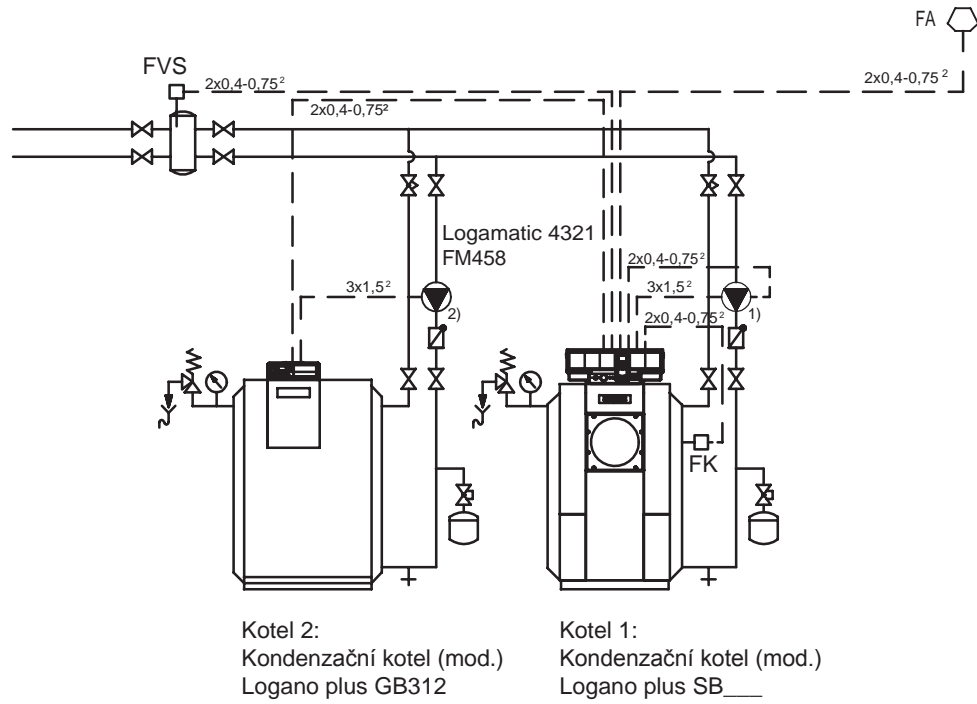 FA
FVS
2x0,4-0,75²
2x0,4-0,75²
2x0,4-0,75²
Logamatic 4321
FM458
2x0,4-0,75²
3x1,5²
3x1,5²
2)
1)
2x0,4-0,75²
FK
Kotel 2:
Kondenzační kotel (mod.)
Logano plus GB312
Kotel 1:
Kondenzační kotel (mod.)
Logano plus SB___